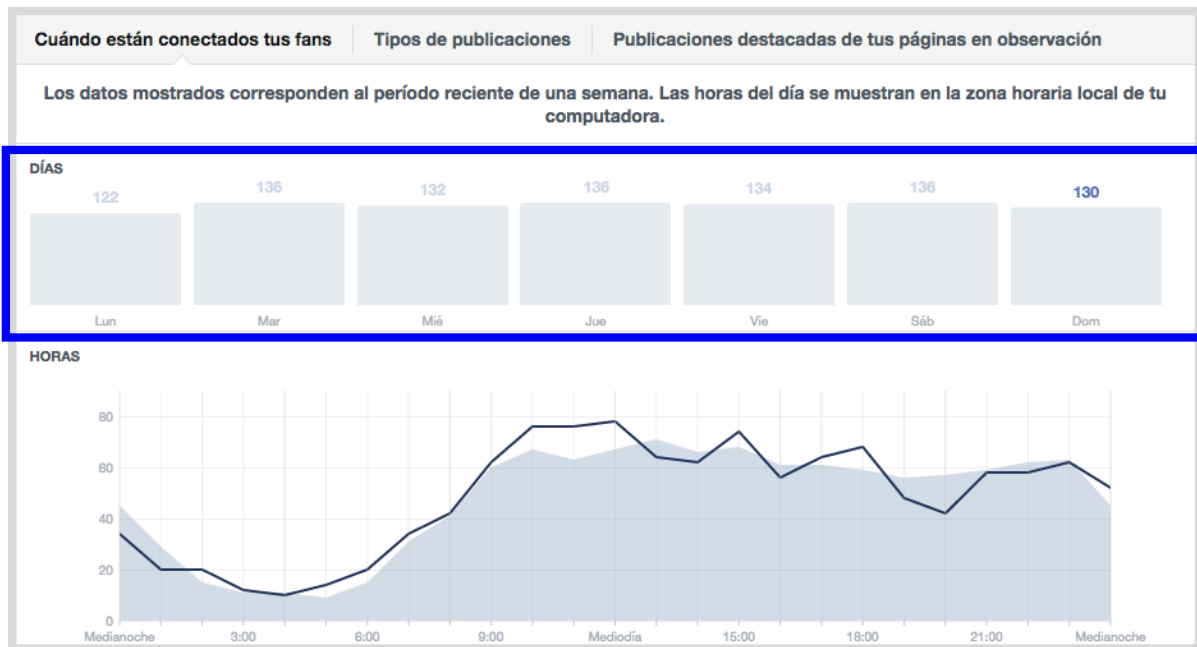 Cuándo están conectados tus fans Tipos de publicaciones Publicaciones destacadas de tus páginas en observación
Los datos mostrados corresponden al período reciente de una semana. Las horas del día se muestran en la zona horaria local de tu
computadora.
DÍAS
122 136 132 136 134 136 130
Lun Mar Mié Jue Vie Sáb Dom
HORAS
80
60
40
20
0
Medianoche 3:00 6:00 9:00 Mediodía 15:00 18:00 21:00 Medianoche